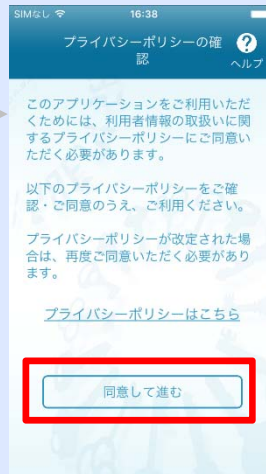 SIMなし 16:38
プライバシーポリシーの確
認
?
ヘルプ
このアプリケーションをご利用いただ
くためには、利用者情報の取扱いに関
するプライバシーポリシーにご同意い
ただく必要があります。
以下のプライバシーポリシーをご確
認・ご同意のうえ、ご利用ください。
プライバシーポリシーが改定された場
合は、再度ご同意いただく必要があり
ます。
プライバシーポリシーはこちら
同意して進む